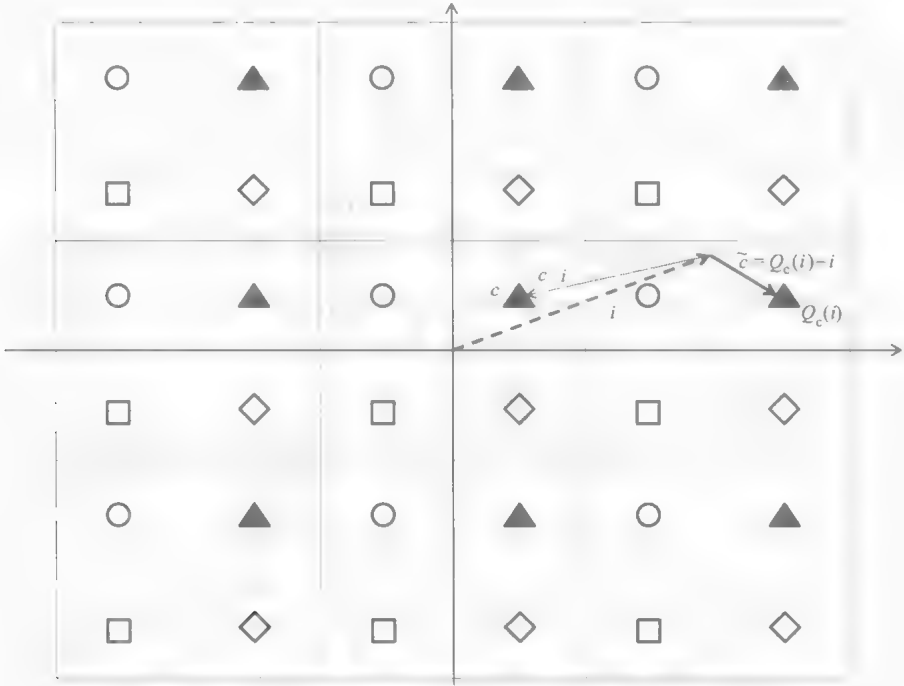 c̃ = Q_c(i)−i
c i
c
i
Q_c(i)